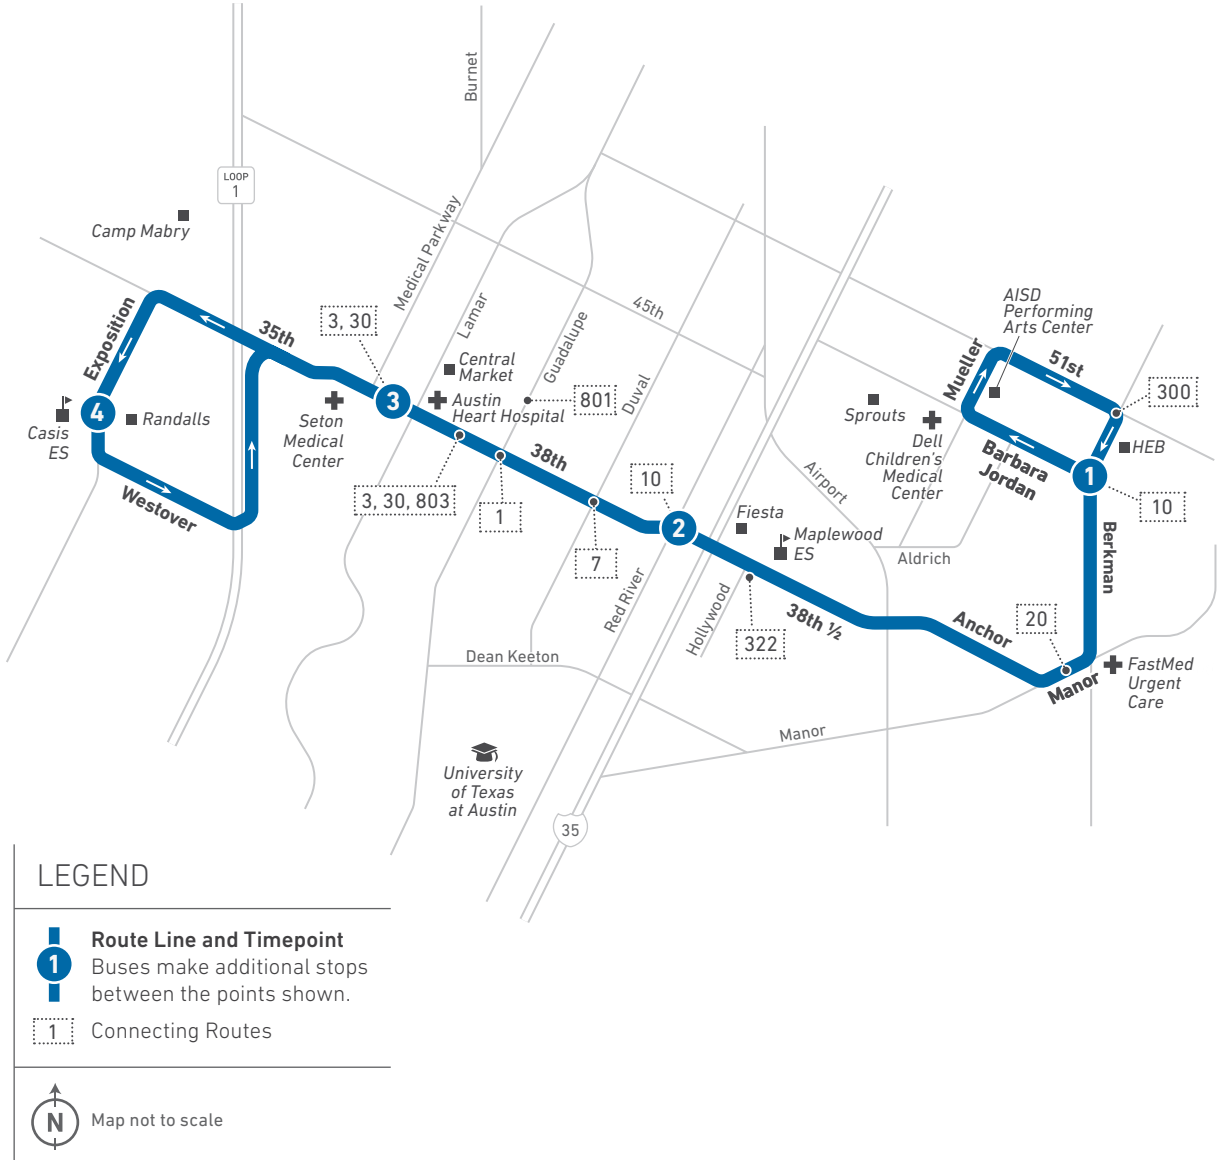 Burnet
LOOP
1
Camp Mabry
Medical Parkway
Lamar
Guadalupe
45th
Duval
AISD
Performing
Arts Center
Exposition
35th
3, 30
Central
Market
Austin
Heart Hospital
801
Mueller
51st
300
Sprouts
Dell
Children's
Medical
Center
Barbara
Jordan
HEB
4
Casis
ES
Randalls
Westover
Seton
Medical
Center
3
3, 30, 803
1
38th
7
10
2
Fiesta
Maplewood
ES
Airport
Aldrich
1
10
Berkman
Red River
Hollywood
322
38th ½
Anchor
20
Manor
FastMed
Urgent
Care
Dean Keeton
Manor
University
of Texas
at Austin
35
LEGEND
Route Line and Timepoint
1
Buses make additional stops
between the points shown.
1
Connecting Routes
N
Map not to scale